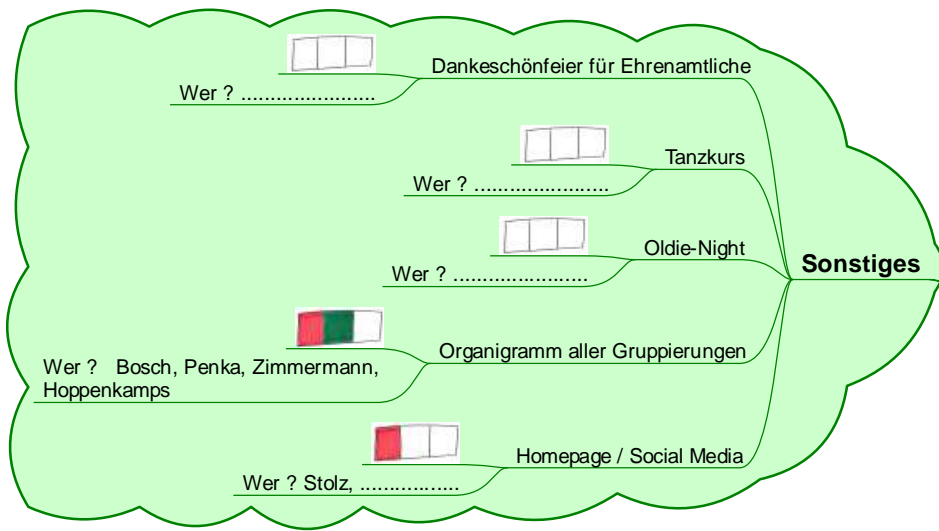 Dankeschönfeier für Ehrenamtliche
Wer ? .......................
Tanzkurs
Wer ? .......................
Oldie-Night
Wer ? .......................
Sonstiges
Organigramm aller Gruppierungen
Wer ?   Bosch, Penka, Zimmermann,
Hoppenkamps
Homepage / Social Media
Wer ? Stolz, .................